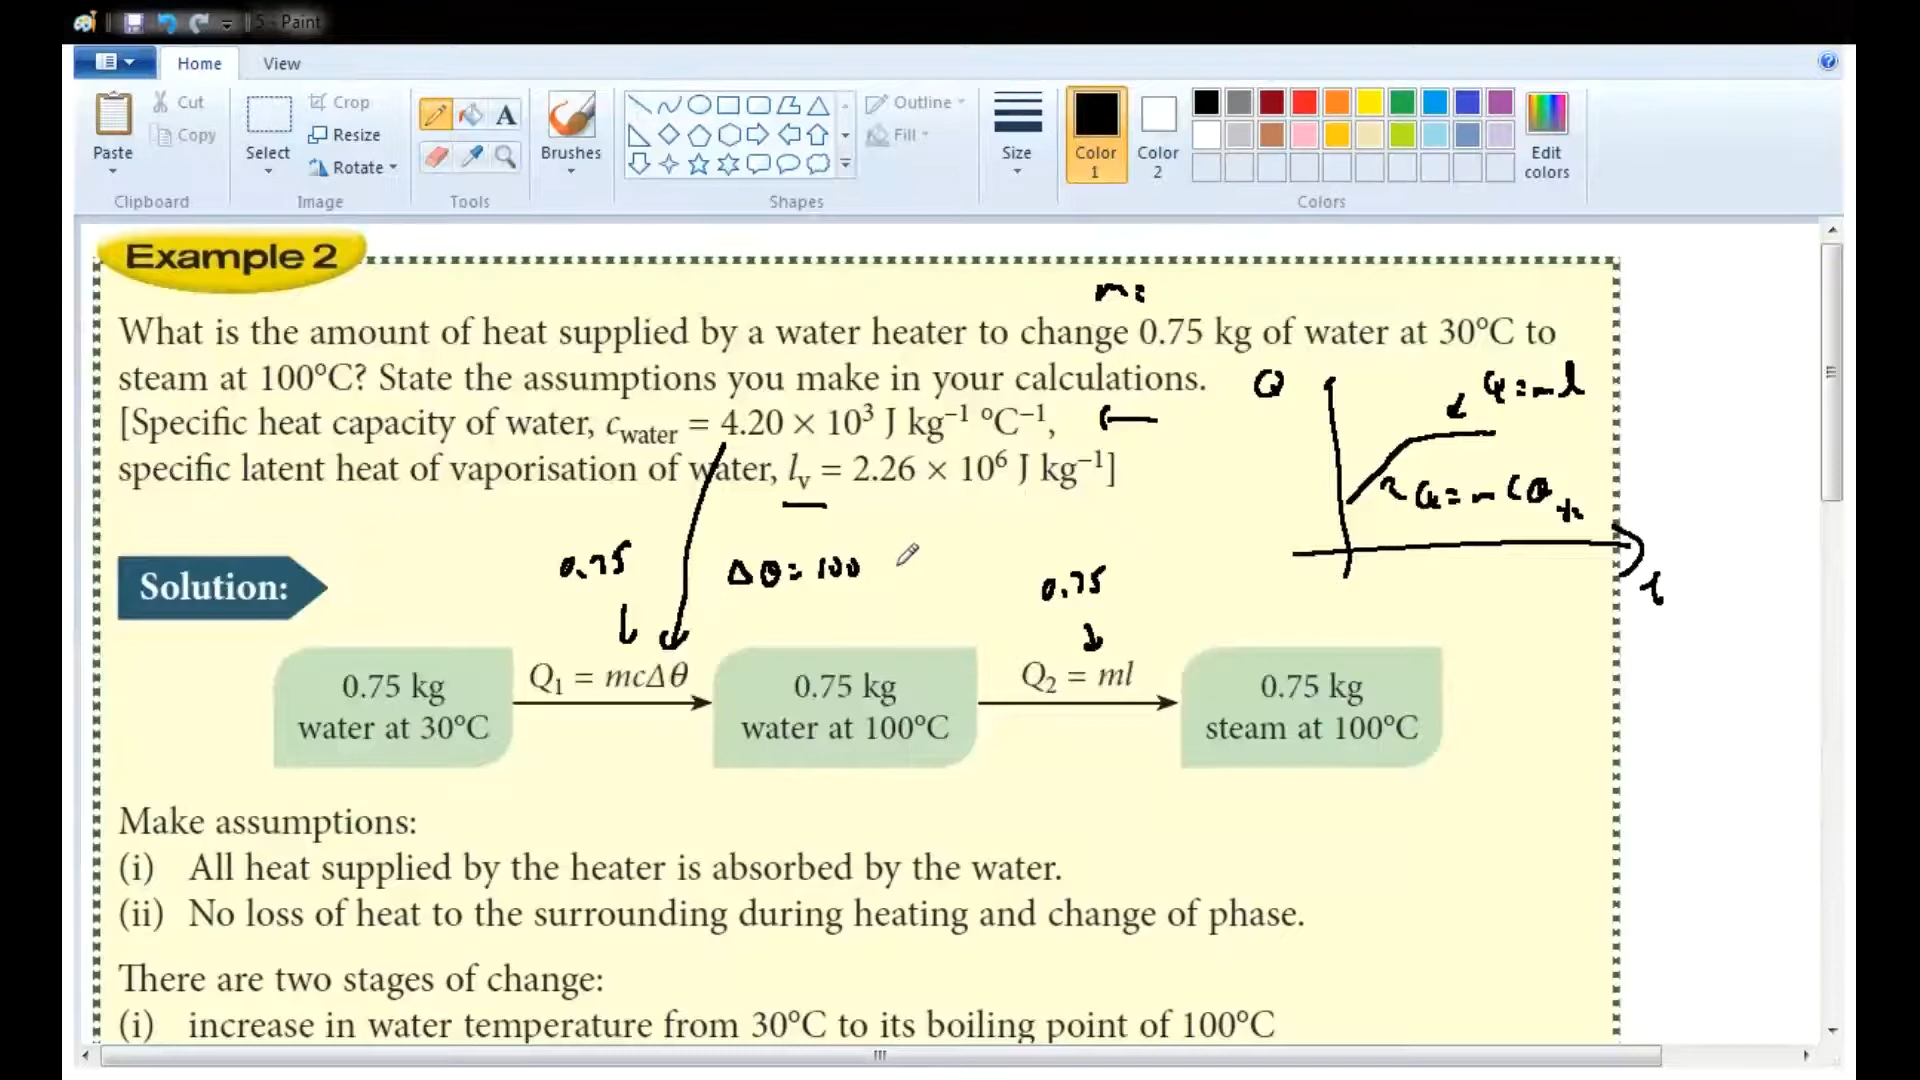 5 - Paint
Home View
Cut Crop Outline
Copy Resize Fill
Paste Select Rotate Brushes Size Color 1 Color 2 Edit colors
Clipboard Image Tools Shapes Colors
Example 2
m:
What is the amount of heat supplied by a water heater to change 0.75 kg of water at 30°C to
steam at 100°C? State the assumptions you make in your calculations.
Q Q=ml
[Specific heat capacity of water, c_water = 4.20 × 10³ J kg⁻¹ °C⁻¹,
specific latent heat of vaporisation of water, l_v = 2.26 × 10⁶ J kg⁻¹]
Q=mcθ
0.75 Δθ=100 0.75
Solution:
t
Q₁ = mcΔθ Q₂ = ml
0.75 kg 0.75 kg 0.75 kg
water at 30°C water at 100°C steam at 100°C
Make assumptions:
(i) All heat supplied by the heater is absorbed by the water.
(ii) No loss of heat to the surrounding during heating and change of phase.
There are two stages of change:
(i) increase in water temperature from 30°C to its boiling point of 100°C